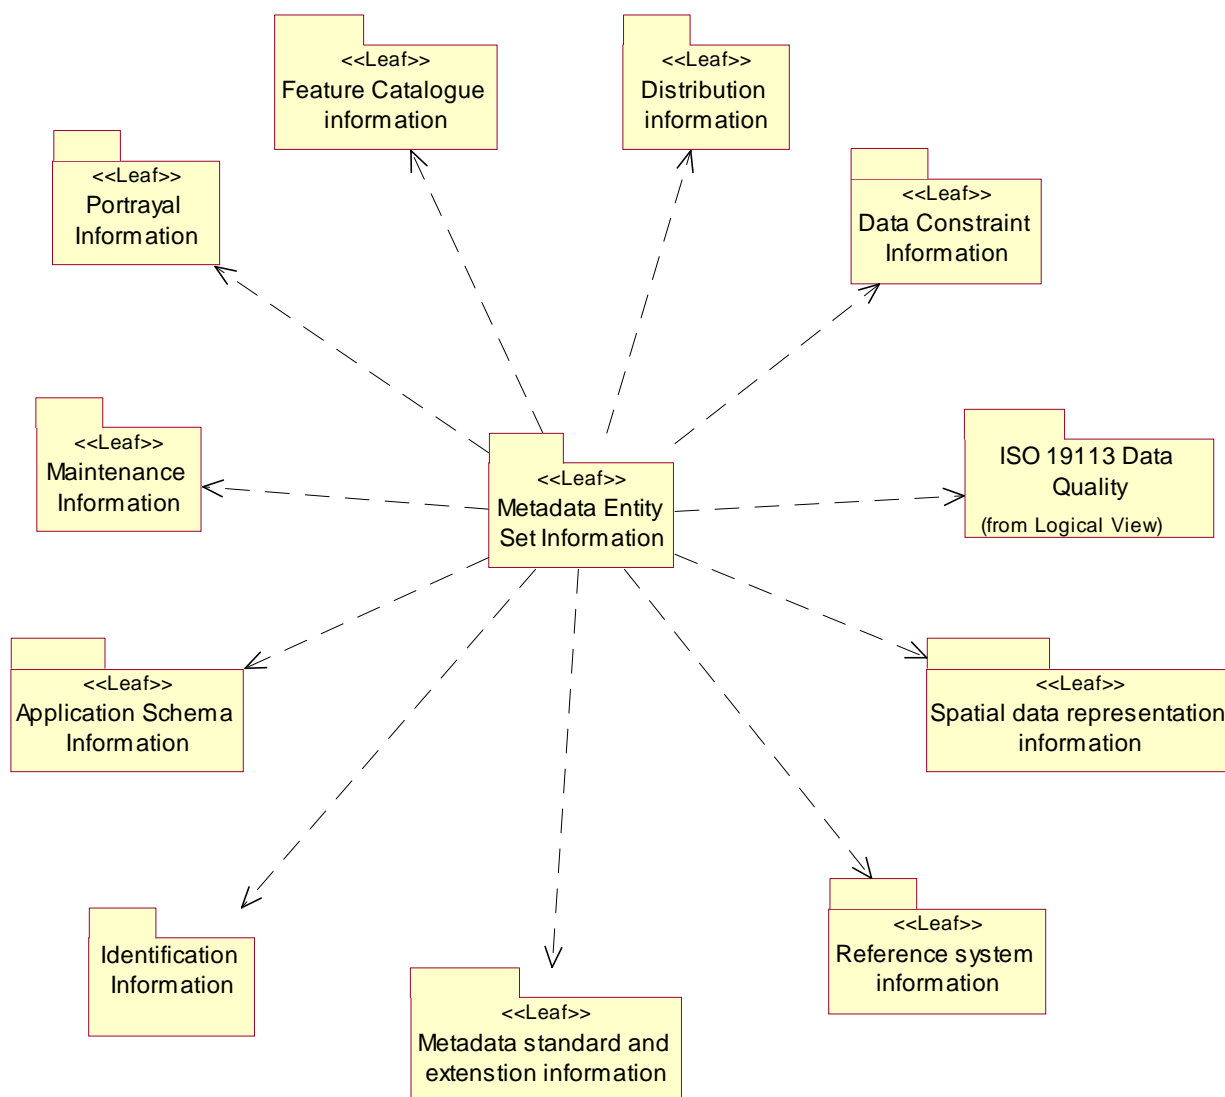 <<Leaf>>
Feature Catalogue
information
<<Leaf>>
Distribution
information
<<Leaf>>
Portrayal
Information
<<Leaf>>
Data Constraint
Information
<<Leaf>>
Maintenance
Information
<<Leaf>>
Metadata Entity
Set Information
ISO 19113 Data
Quality
(from Logical View)
<<Leaf>>
Application Schema
Information
<<Leaf>>
Spatial data representation
information
Identification
Information
<<Leaf>>
Metadata standard and
extenstion information
<<Leaf>>
Reference system
information